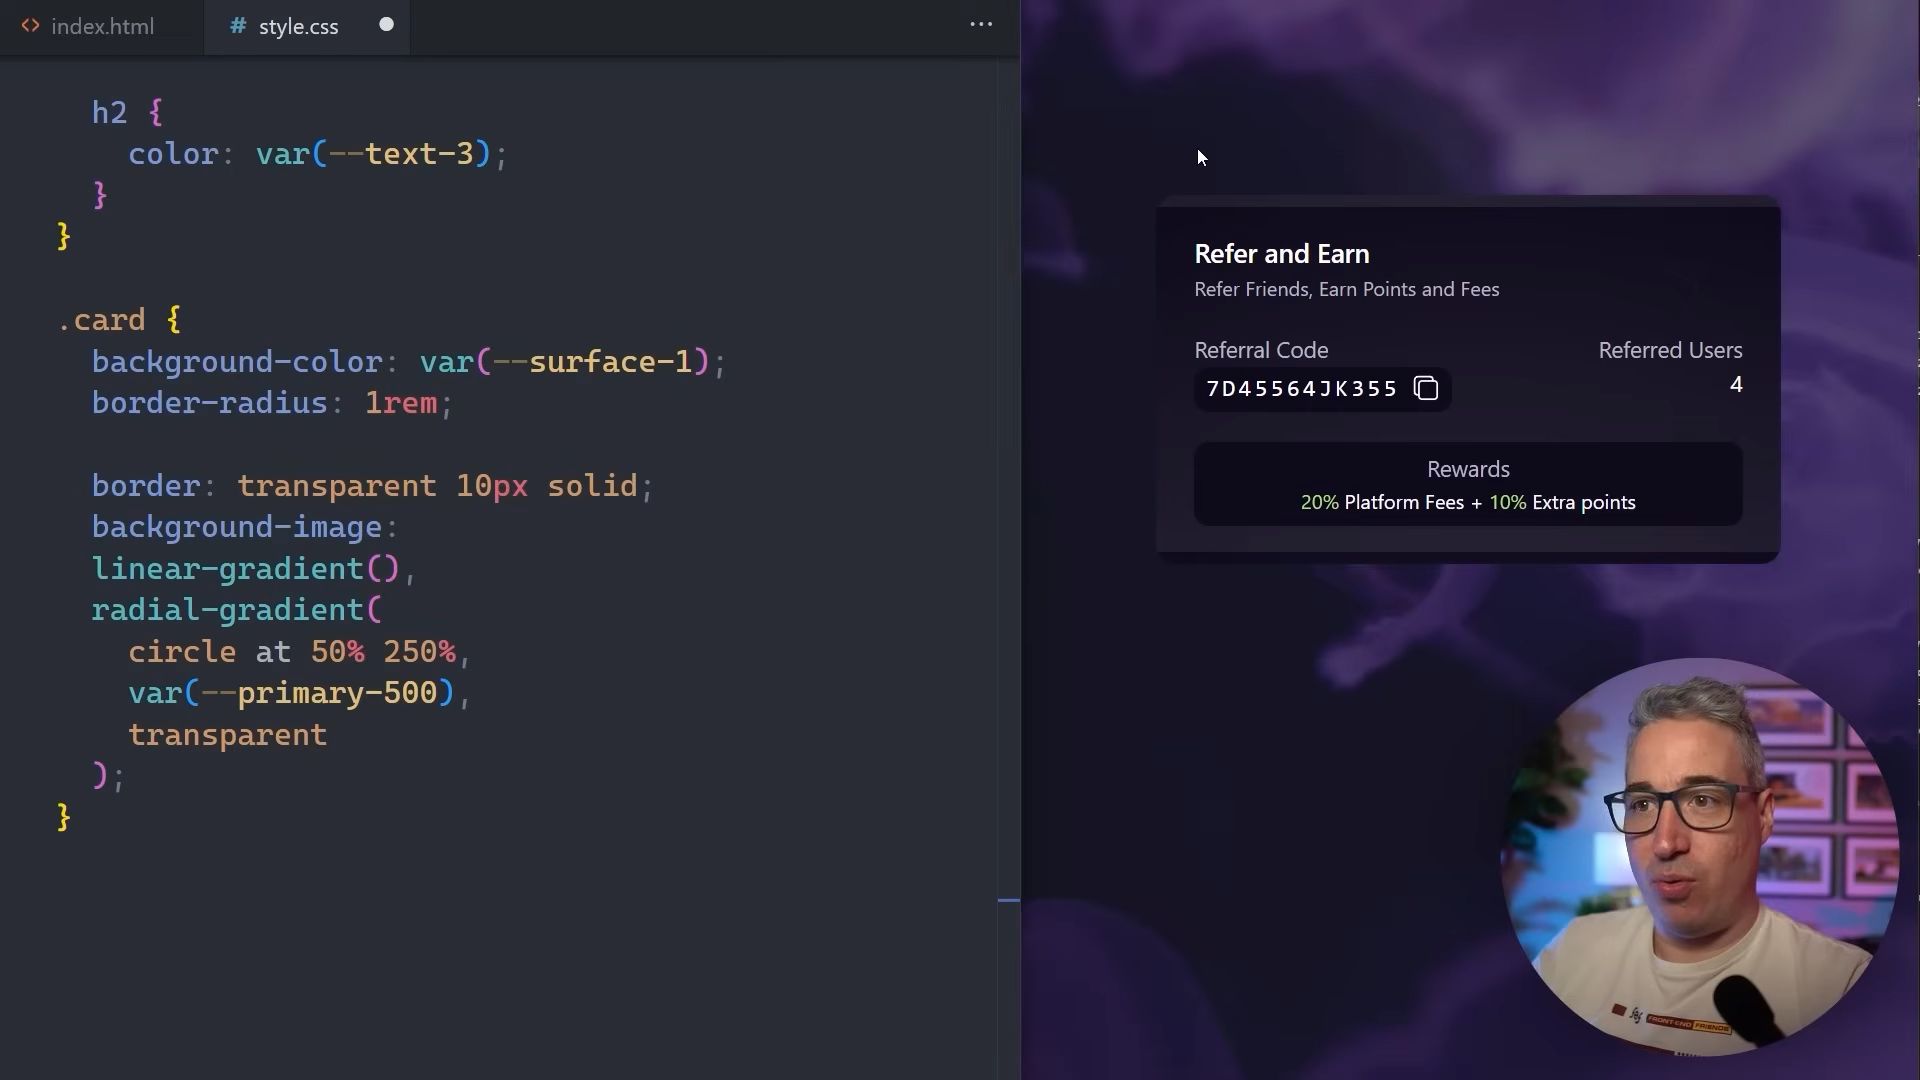 <> index.html
# style.css
h2 {
color: var(--text-3);
}
}
.card {
background-color: var(--surface-1);
border-radius: 1rem;
border: transparent 10px solid;
background-image:
linear-gradient(),
radial-gradient(
circle at 50% 250%,
var(--primary-500),
transparent
);
}
Refer and Earn
Refer Friends, Earn Points and Fees
Referral Code
Referred Users
7D45564JK355
4
Rewards
20% Platform Fees + 10% Extra points
FRONT-END FRIENDS